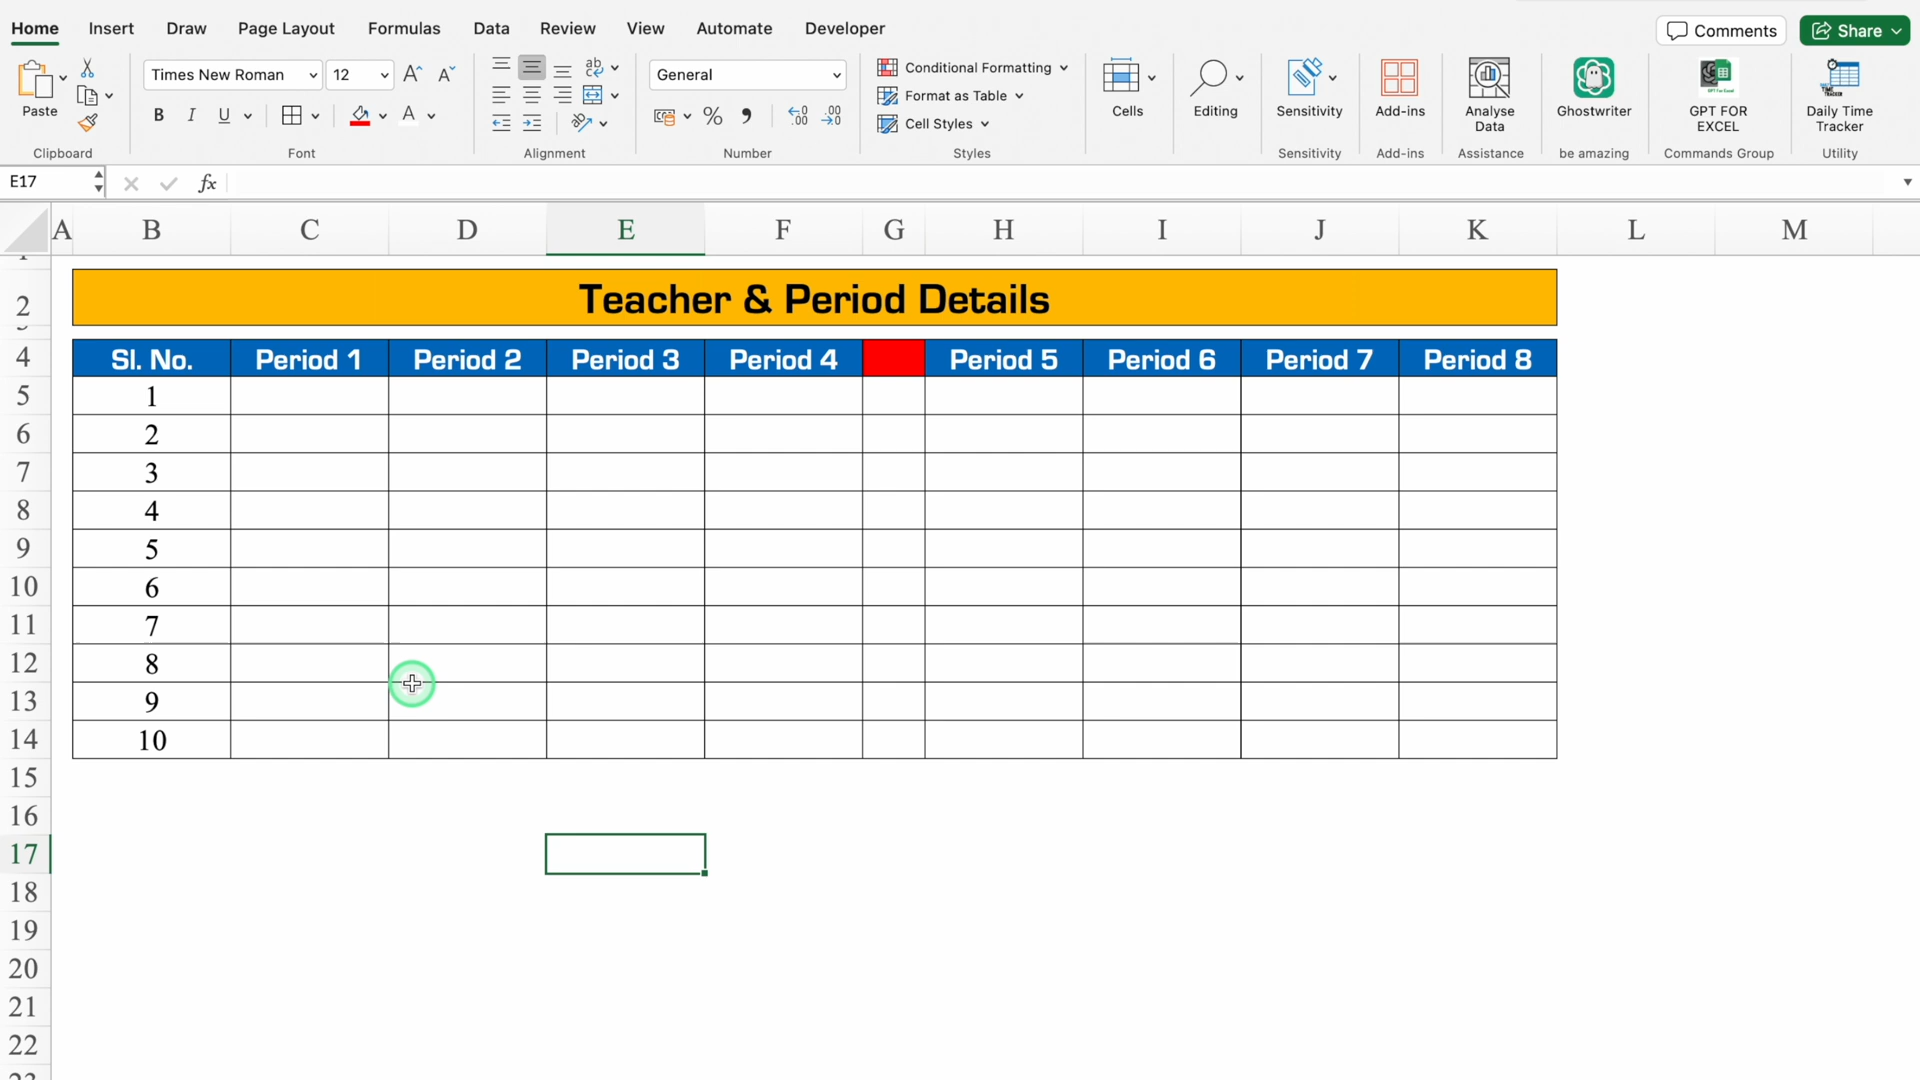 Home Insert Draw Page Layout Formulas Data Review View Automate Developer Comments Share
Paste Times New Roman 12 General Conditional Formatting Cells Editing Sensitivity Add-ins Analyse Data Ghostwriter GPT FOR EXCEL Daily Time Tracker
Format as Table
B I U Cell Styles
Clipboard Font Alignment Number Styles Sensitivity Add-ins Assistance be amazing Commands Group Utility
E17 fx
A B C D E F G H I J K L M
2 Teacher & Period Details
4 Sl. No. Period 1 Period 2 Period 3 Period 4 Period 5 Period 6 Period 7 Period 8
5 1
6 2
7 3
8 4
9 5
10 6
11 7
12 8
13 9
14 10
15
16
17
18
19
20
21
22